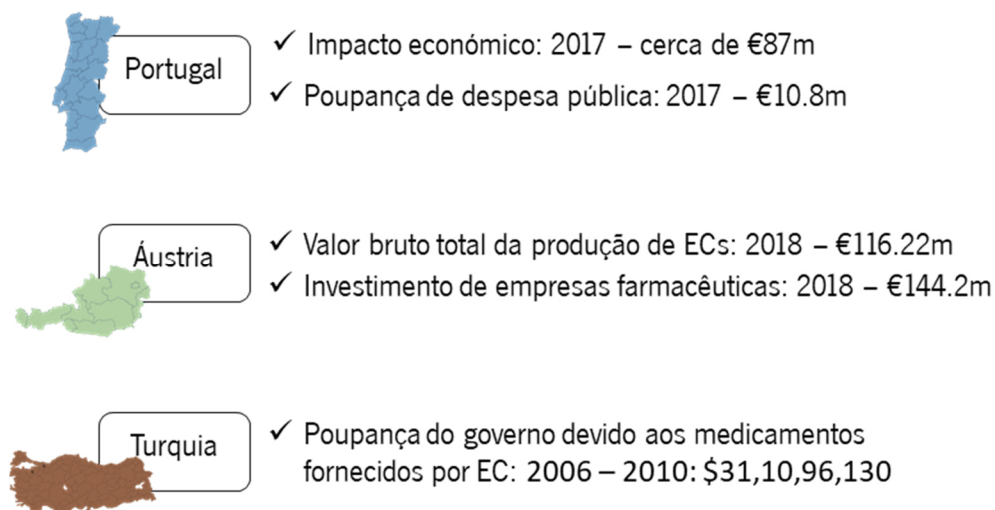 Portugal
✓ Impacto económico: 2017 – cerca de €87m
✓ Poupança de despesa pública: 2017 – €10.8m
Áustria
✓ Valor bruto total da produção de ECs: 2018 – €116.22m
✓ Investimento de empresas farmacêuticas: 2018 – €144.2m
Turquia
✓ Poupança do governo devido aos medicamentos
fornecidos por EC: 2006 – 2010: $31,10,96,130